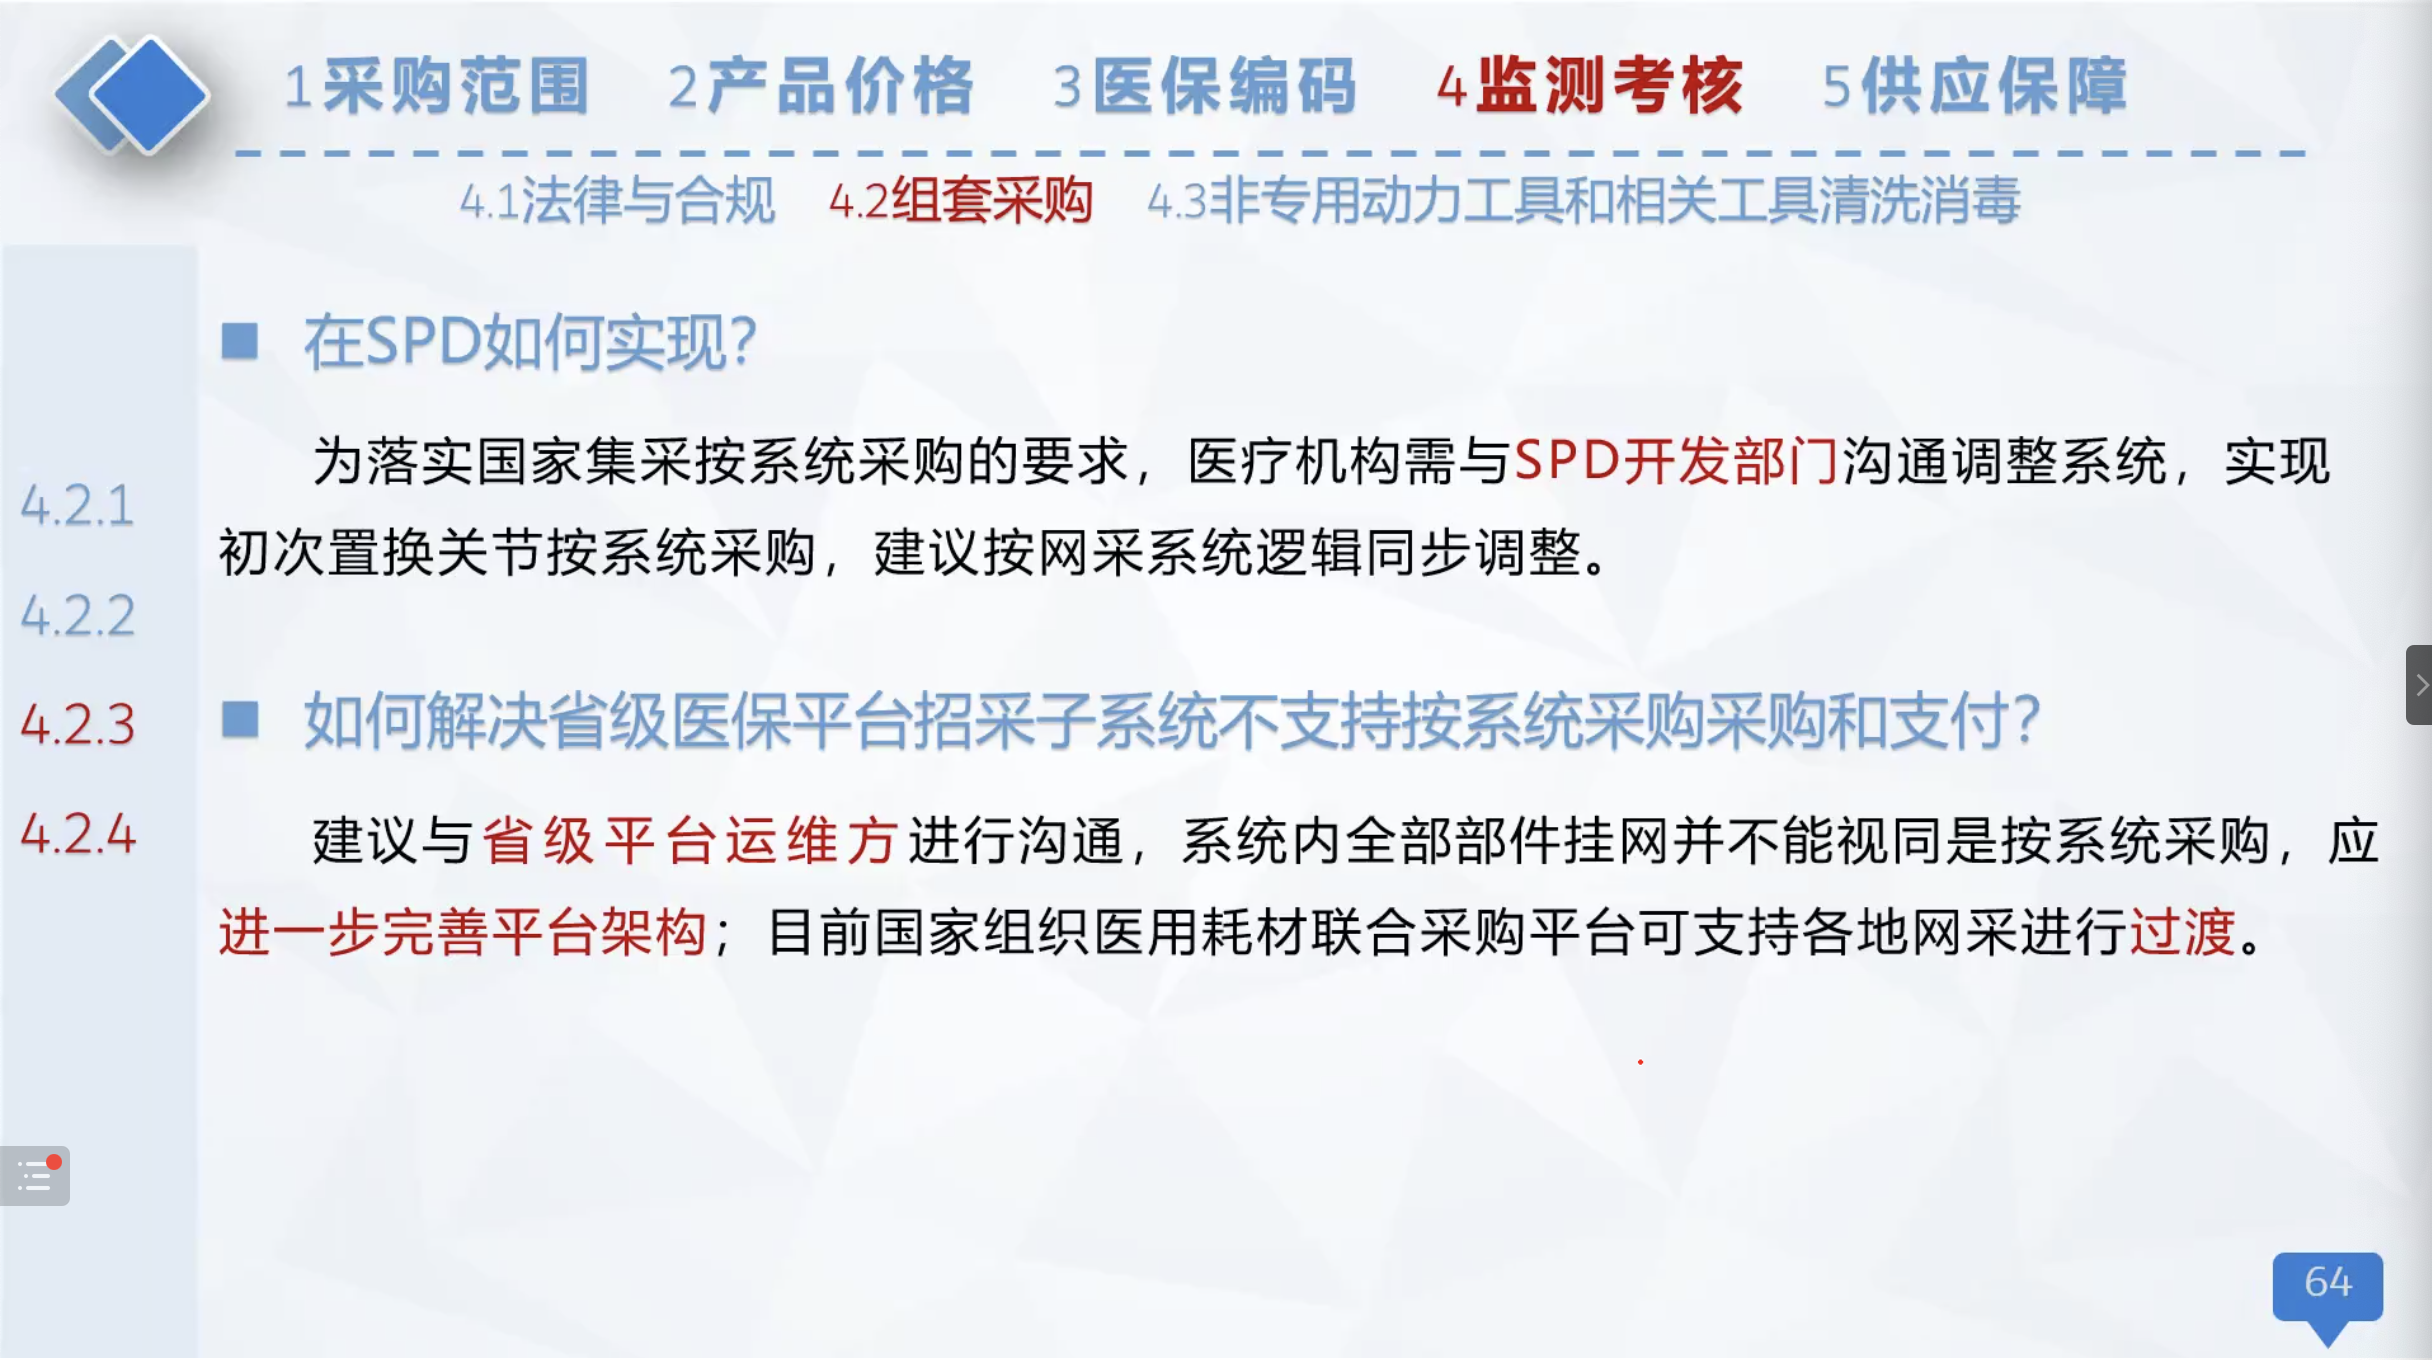 1采购范围 2产品价格 3医保编码 4监测考核 5供应保障
4.1法律与合规 4.2组套采购 4.3非专用动力工具和相关工具清洗消毒
■ 在SPD如何实现？
为落实国家集采按系统采购的要求，医疗机构需与SPD开发部门沟通调整系统，实现
初次置换关节按系统采购，建议按网采系统逻辑同步调整。
4.2.1
4.2.2
4.2.3
4.2.4
■ 如何解决省级医保平台招采子系统不支持按系统采购采购和支付？
建议与省级平台运维方进行沟通，系统内全部部件挂网并不能视同是按系统采购，应
进一步完善平台架构；目前国家组织医用耗材联合采购平台可支持各地网采进行过渡。
64